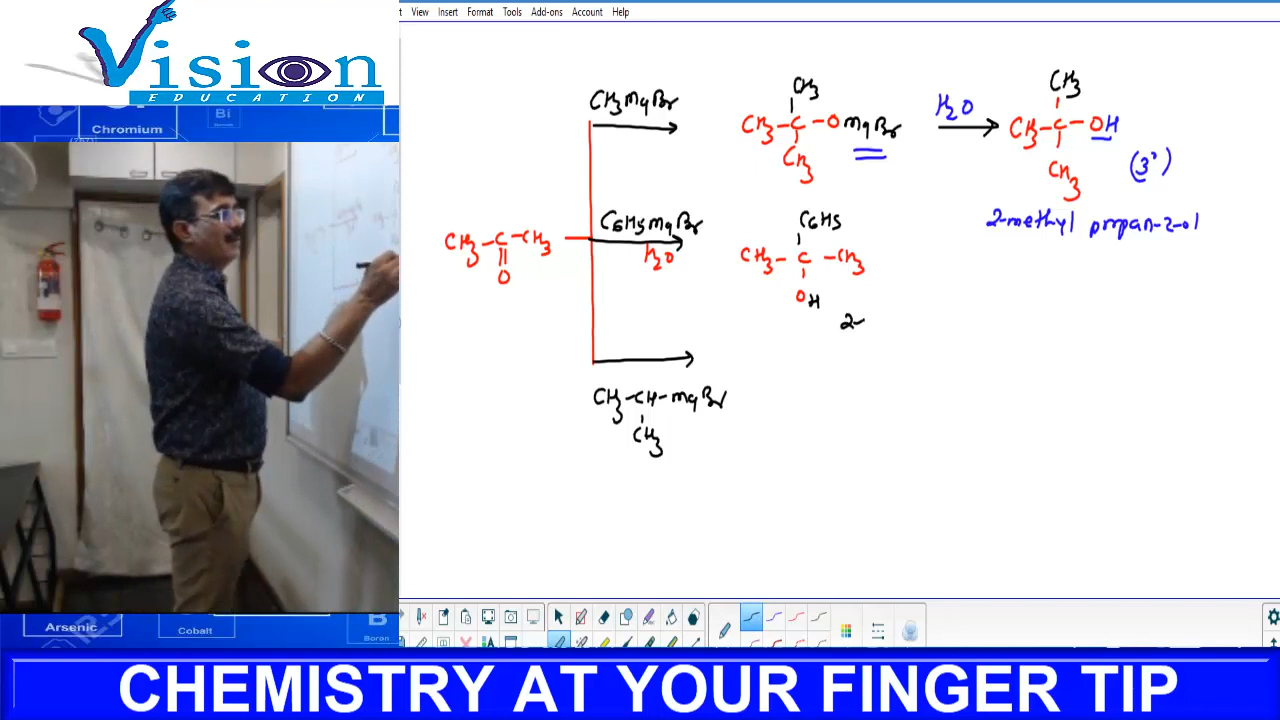 Vision
EDUCATION
View Insert Format Tools Add-ons Account Help
Chromium
Bi
CH3MgBr
CH3
CH3-C-OMgBr
CH3
H2O
CH3
CH3-C-OH
CH3
(3°)
2-methyl propan-2-ol
CH3-C-CH3
O
C6H5MgBr
H2O
C6H5
CH3-C-CH3
OH
2-
CH3-CH-MgBr
CH3
Arsenic
Cobalt
B
Boron
CHEMISTRY AT YOUR FINGER TIP